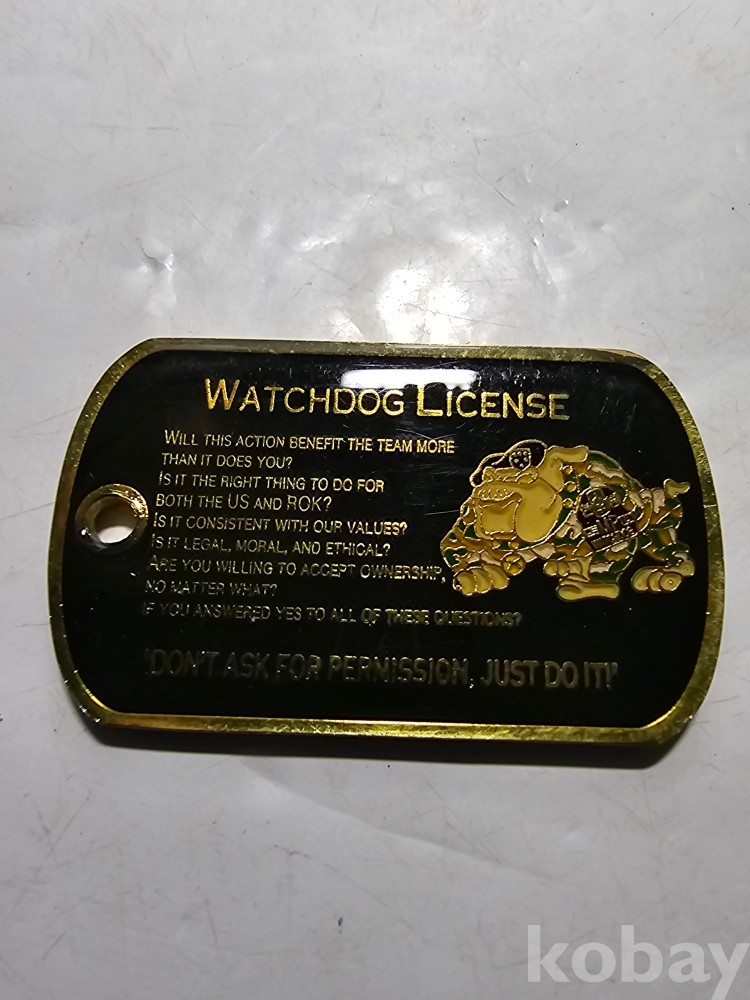 WATCHDOG LICENSE
WILL THIS ACTION BENEFIT THE TEAM MORE
THAN IT DOES YOU?
IS IT THE RIGHT THING TO DO FOR
BOTH THE US AND ROK?
IS IT CONSISTENT WITH OUR VALUES?
IS IT LEGAL, MORAL, AND ETHICAL?
ARE YOU WILLING TO ACCEPT OWNERSHIP,
NO MATTER WHAT?
IF YOU ANSWERED YES TO ALL OF THESE QUESTIONS?
"DON'T ASK FOR PERMISSION, JUST DO IT!"
kobay